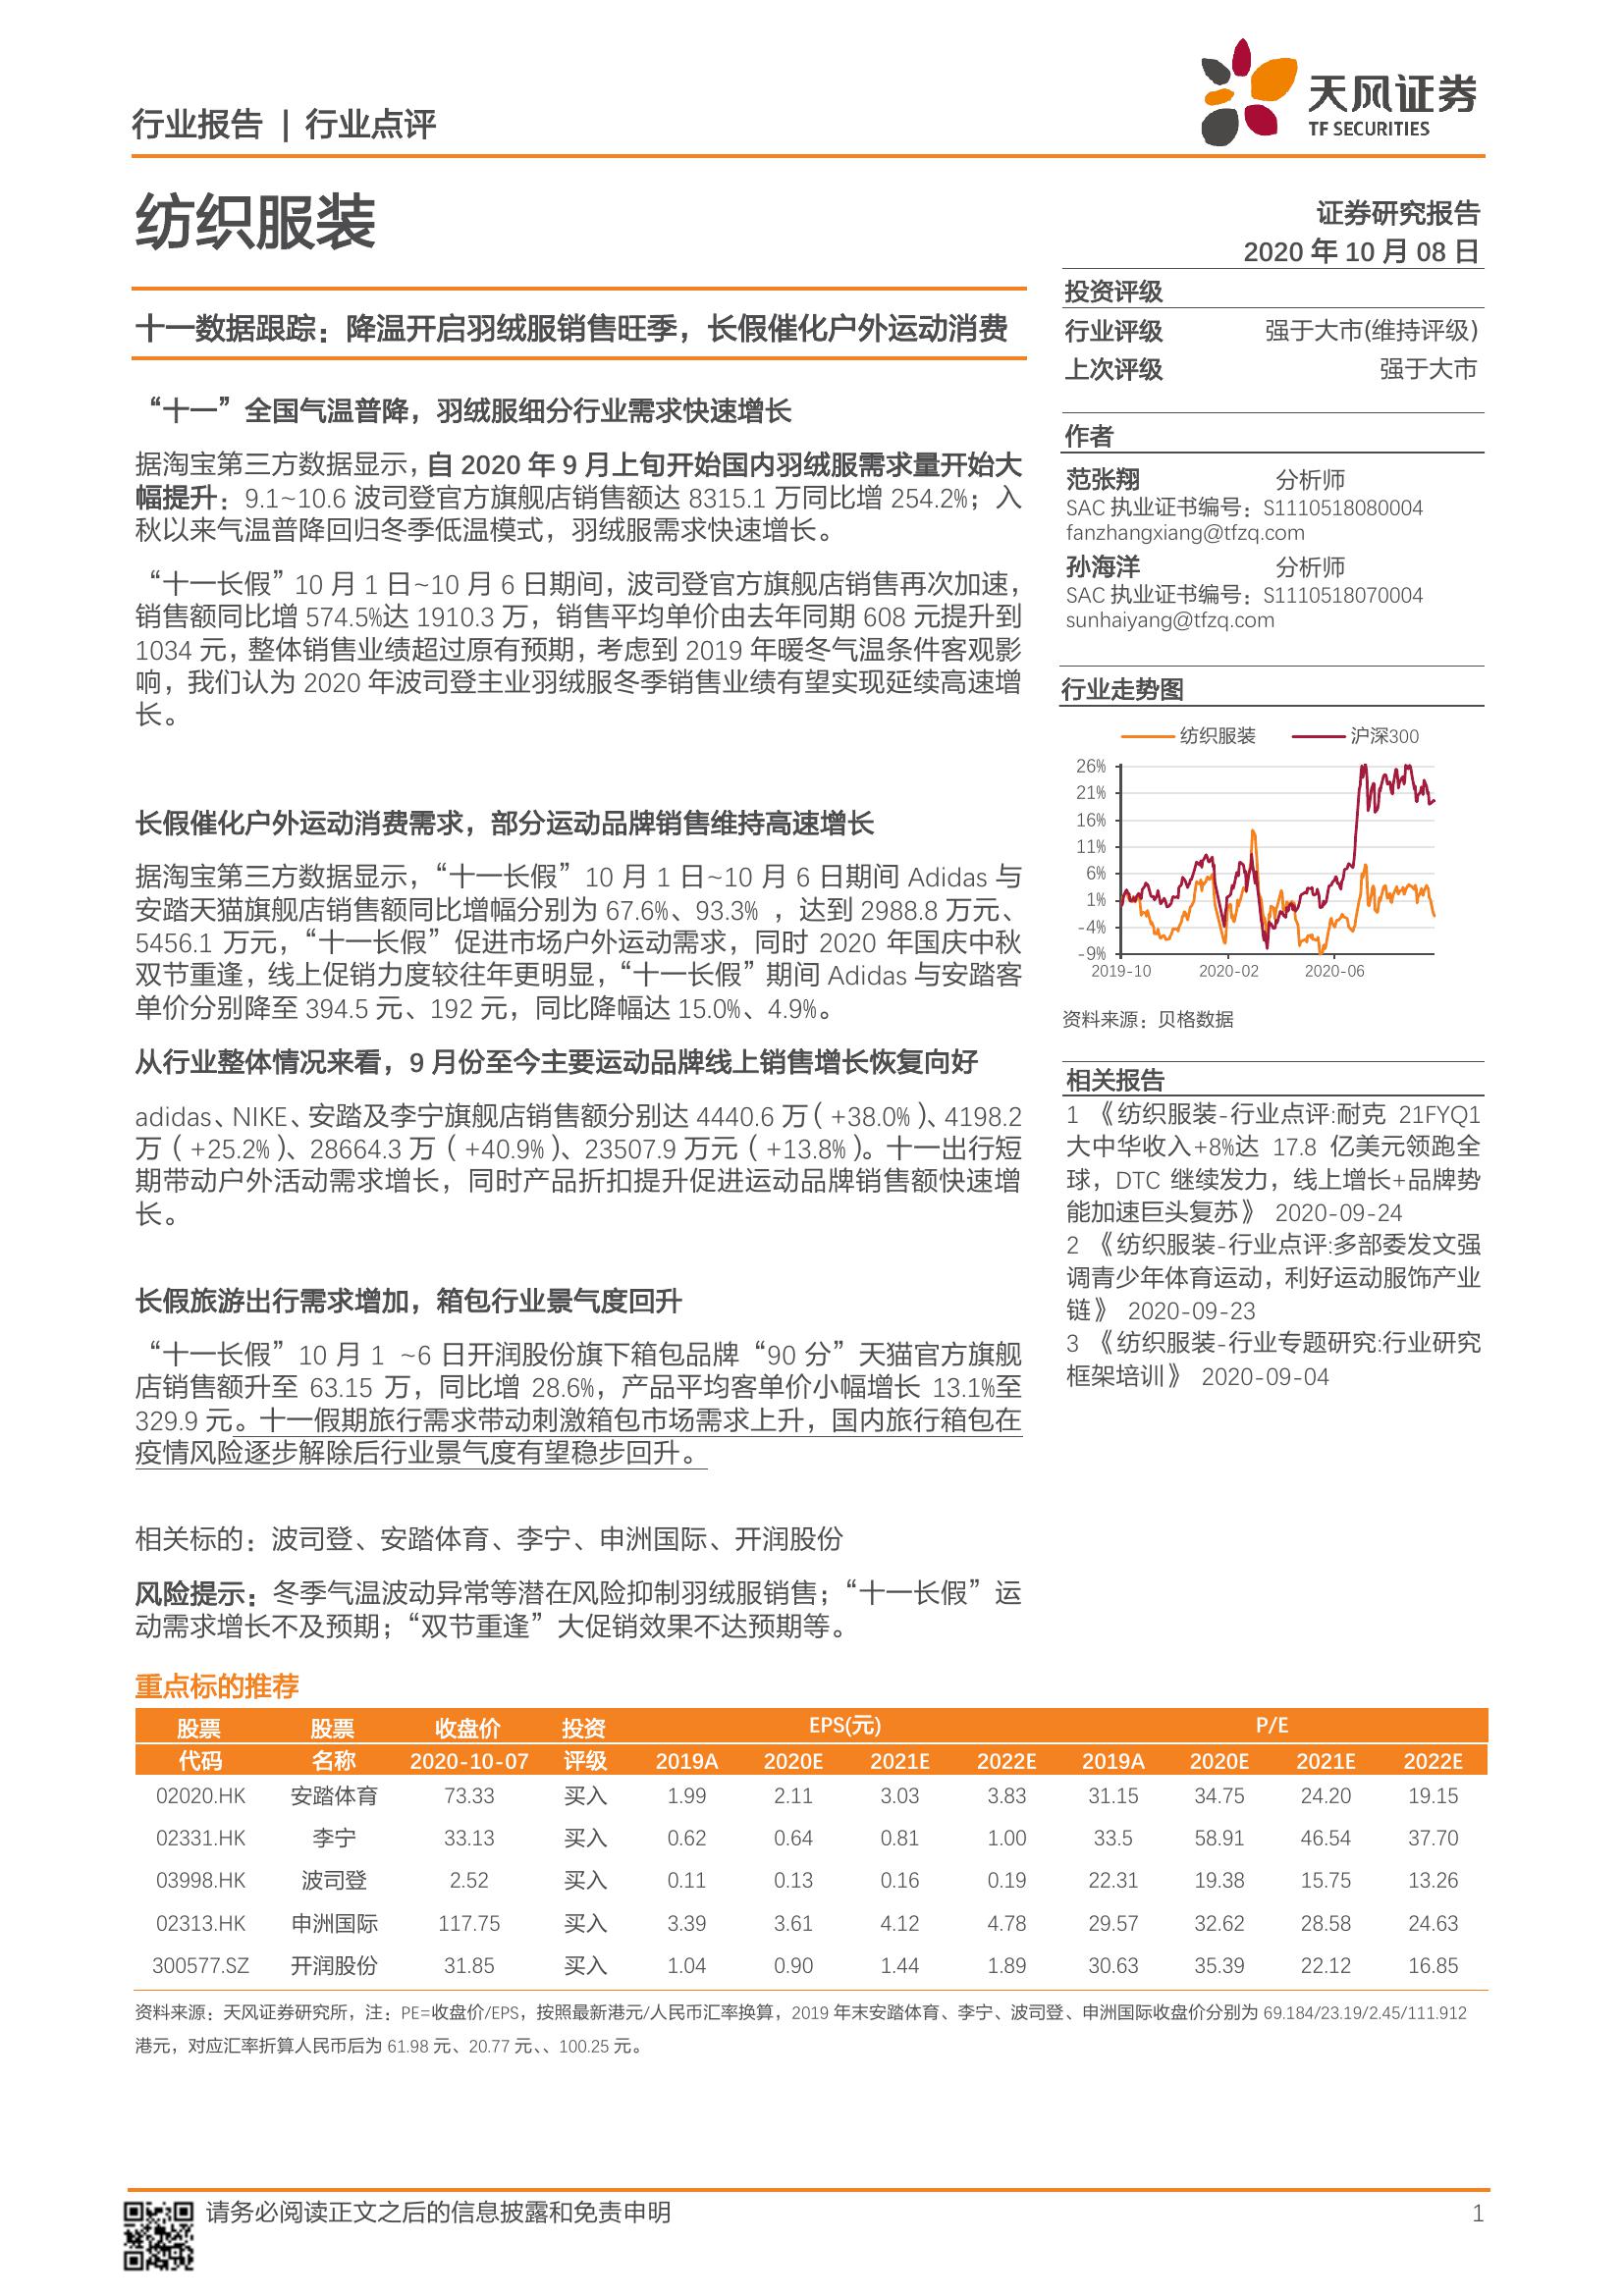 行业报告 | 行业点评
天风证券
TF SECURITIES
纺织服装
证券研究报告
2020 年 10 月 08 日
十一数据跟踪：降温开启羽绒服销售旺季，长假催化户外运动消费
“十一”全国气温普降，羽绒服细分行业需求快速增长
据淘宝第三方数据显示，自 2020 年 9 月上旬开始国内羽绒服需求量开始大
幅提升：9.1~10.6 波司登官方旗舰店销售额达 8315.1 万同比增 254.2%；入
秋以来气温普降回归冬季低温模式，羽绒服需求快速增长。
“十一长假”10 月 1 日~10 月 6 日期间，波司登官方旗舰店销售再次加速，
销售额同比增 574.5%达 1910.3 万，销售平均单价由去年同期 608 元提升到
1034 元，整体销售业绩超过原有预期，考虑到 2019 年暖冬气温条件客观影
响，我们认为 2020 年波司登主业羽绒服冬季销售业绩有望实现延续高速增
长。
长假催化户外运动消费需求，部分运动品牌销售维持高速增长
据淘宝第三方数据显示，“十一长假”10 月 1 日~10 月 6 日期间 Adidas 与
安踏天猫旗舰店销售额同比增幅分别为 67.6%、93.3% ，达到 2988.8 万元、
5456.1 万元，“十一长假”促进市场户外运动需求，同时 2020 年国庆中秋
双节重逢，线上促销力度较往年更明显，“十一长假”期间 Adidas 与安踏客
单价分别降至 394.5 元、192 元，同比降幅达 15.0%、4.9%。
从行业整体情况来看，9 月份至今主要运动品牌线上销售增长恢复向好
adidas、NIKE、安踏及李宁旗舰店销售额分别达 4440.6 万（+38.0%）、4198.2
万（+25.2%）、28664.3 万（+40.9%）、23507.9 万元（+13.8%）。十一出行短
期带动户外活动需求增长，同时产品折扣提升促进运动品牌销售额快速增
长。
长假旅游出行需求增加，箱包行业景气度回升
“十一长假”10 月 1 ~6 日开润股份旗下箱包品牌“90 分”天猫官方旗舰
店销售额升至 63.15 万，同比增 28.6%，产品平均客单价小幅增长 13.1%至
329.9 元。十一假期旅行需求带动刺激箱包市场需求上升，国内旅行箱包在
疫情风险逐步解除后行业景气度有望稳步回升。
相关标的：波司登、安踏体育、李宁、申洲国际、开润股份
风险提示：冬季气温波动异常等潜在风险抑制羽绒服销售；“十一长假”运
动需求增长不及预期；“双节重逢”大促销效果不达预期等。
投资评级
行业评级 强于大市(维持评级)
上次评级 强于大市
作者
范张翔 分析师
SAC 执业证书编号：S1110518080004
fanzhangxiang@tfzq.com
孙海洋 分析师
SAC 执业证书编号：S1110518070004
sunhaiyang@tfzq.com
行业走势图
纺织服装 沪深300
26%
21%
16%
11%
6%
1%
-4%
-9%
2019-10 2020-02 2020-06
资料来源：贝格数据
相关报告
1 《纺织服装-行业点评:耐克 21FYQ1
大中华收入+8%达 17.8 亿美元领跑全
球，DTC 继续发力，线上增长+品牌势
能加速巨头复苏》 2020-09-24
2 《纺织服装-行业点评:多部委发文强
调青少年体育运动，利好运动服饰产业
链》 2020-09-23
3 《纺织服装-行业专题研究:行业研究
框架培训》 2020-09-04
重点标的推荐
股票 股票 收盘价 投资 EPS(元) P/E
代码 名称 2020-10-07 评级 2019A 2020E 2021E 2022E 2019A 2020E 2021E 2022E
02020.HK 安踏体育 73.33 买入 1.99 2.11 3.03 3.83 31.15 34.75 24.20 19.15
02331.HK 李宁 33.13 买入 0.62 0.64 0.81 1.00 33.5 58.91 46.54 37.70
03998.HK 波司登 2.52 买入 0.11 0.13 0.16 0.19 22.31 19.38 15.75 13.26
02313.HK 申洲国际 117.75 买入 3.39 3.61 4.12 4.78 29.57 32.62 28.58 24.63
300577.SZ 开润股份 31.85 买入 1.04 0.90 1.44 1.89 30.63 35.39 22.12 16.85
资料来源：天风证券研究所，注：PE=收盘价/EPS，按照最新港元/人民币汇率换算，2019 年末安踏体育、李宁、波司登、申洲国际收盘价分别为 69.184/23.19/2.45/111.912
港元，对应汇率折算人民币后为 61.98 元、20.77 元、、100.25 元。
请务必阅读正文之后的信息披露和免责申明
1